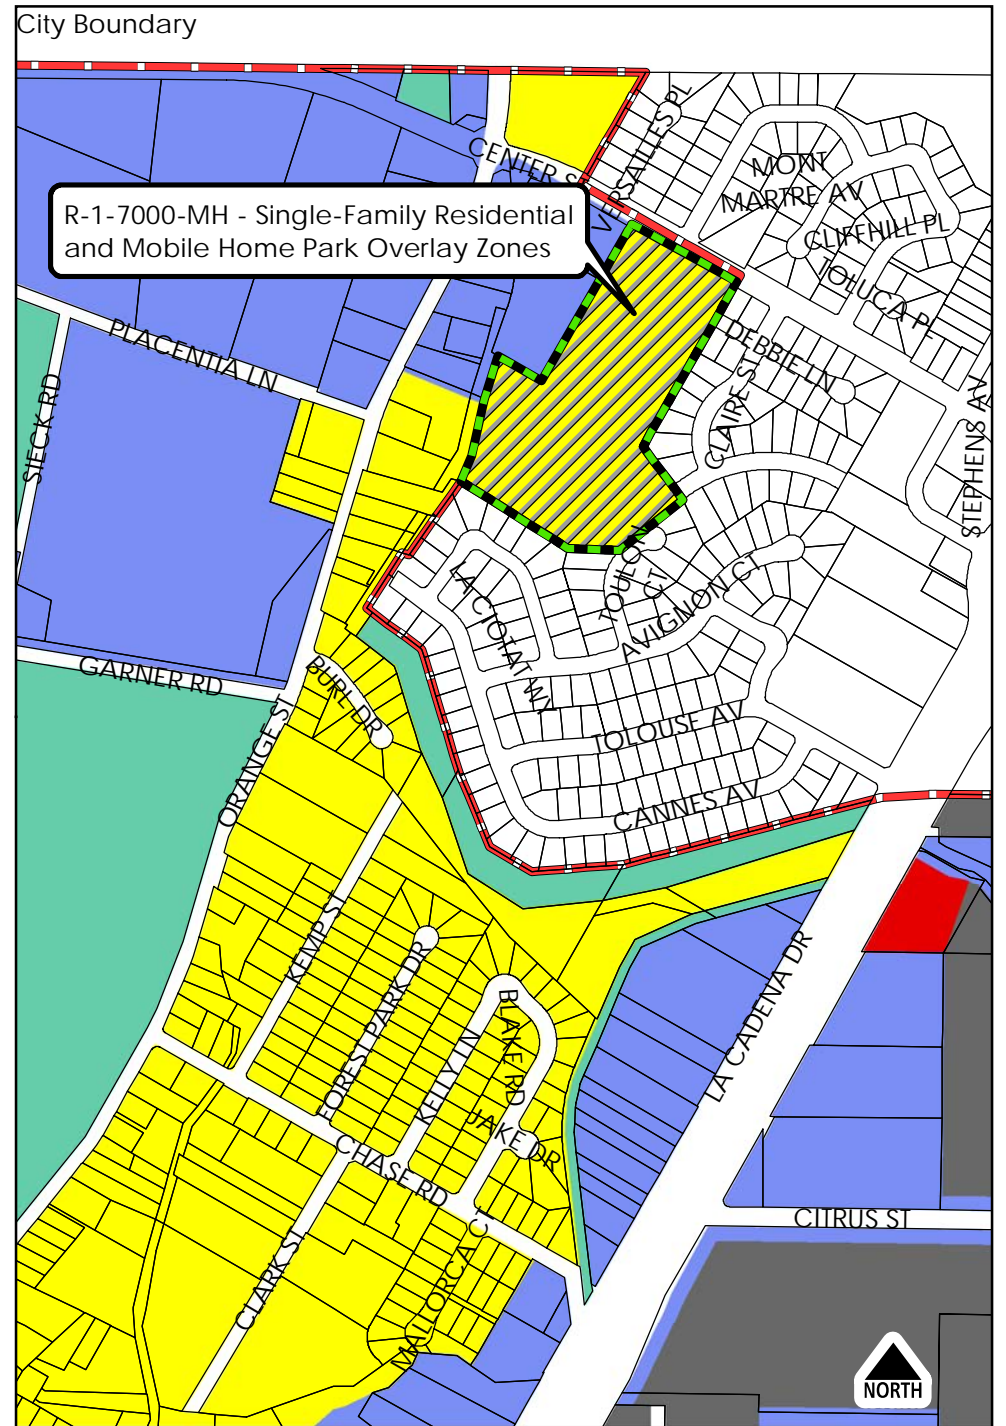 City Boundary
CENTER S
VERSAILLES PL
MONT
MARTRE AV
CLIFFHILL PL
TOLUCA PL
R-1-7000-MH - Single-Family Residential
and Mobile Home Park Overlay Zones
PLACENTIA LN
DEBBIE LN
CLAIRE ST
SIECK RD
STEPHENS AV
TOULON
CT
LA CIOTAT WY
AVIGNON CT
GARNER RD
BURL DR
ORANGE ST
TOLOUSE AV
CANNES AV
KEMP ST
FOREST PARK DR
KELLY LN
BLAKE RD
JAKE DR
LA CADENA DR
CHASE RD
CITRUS ST
CLARK ST
MALLORCA CT
NORTH